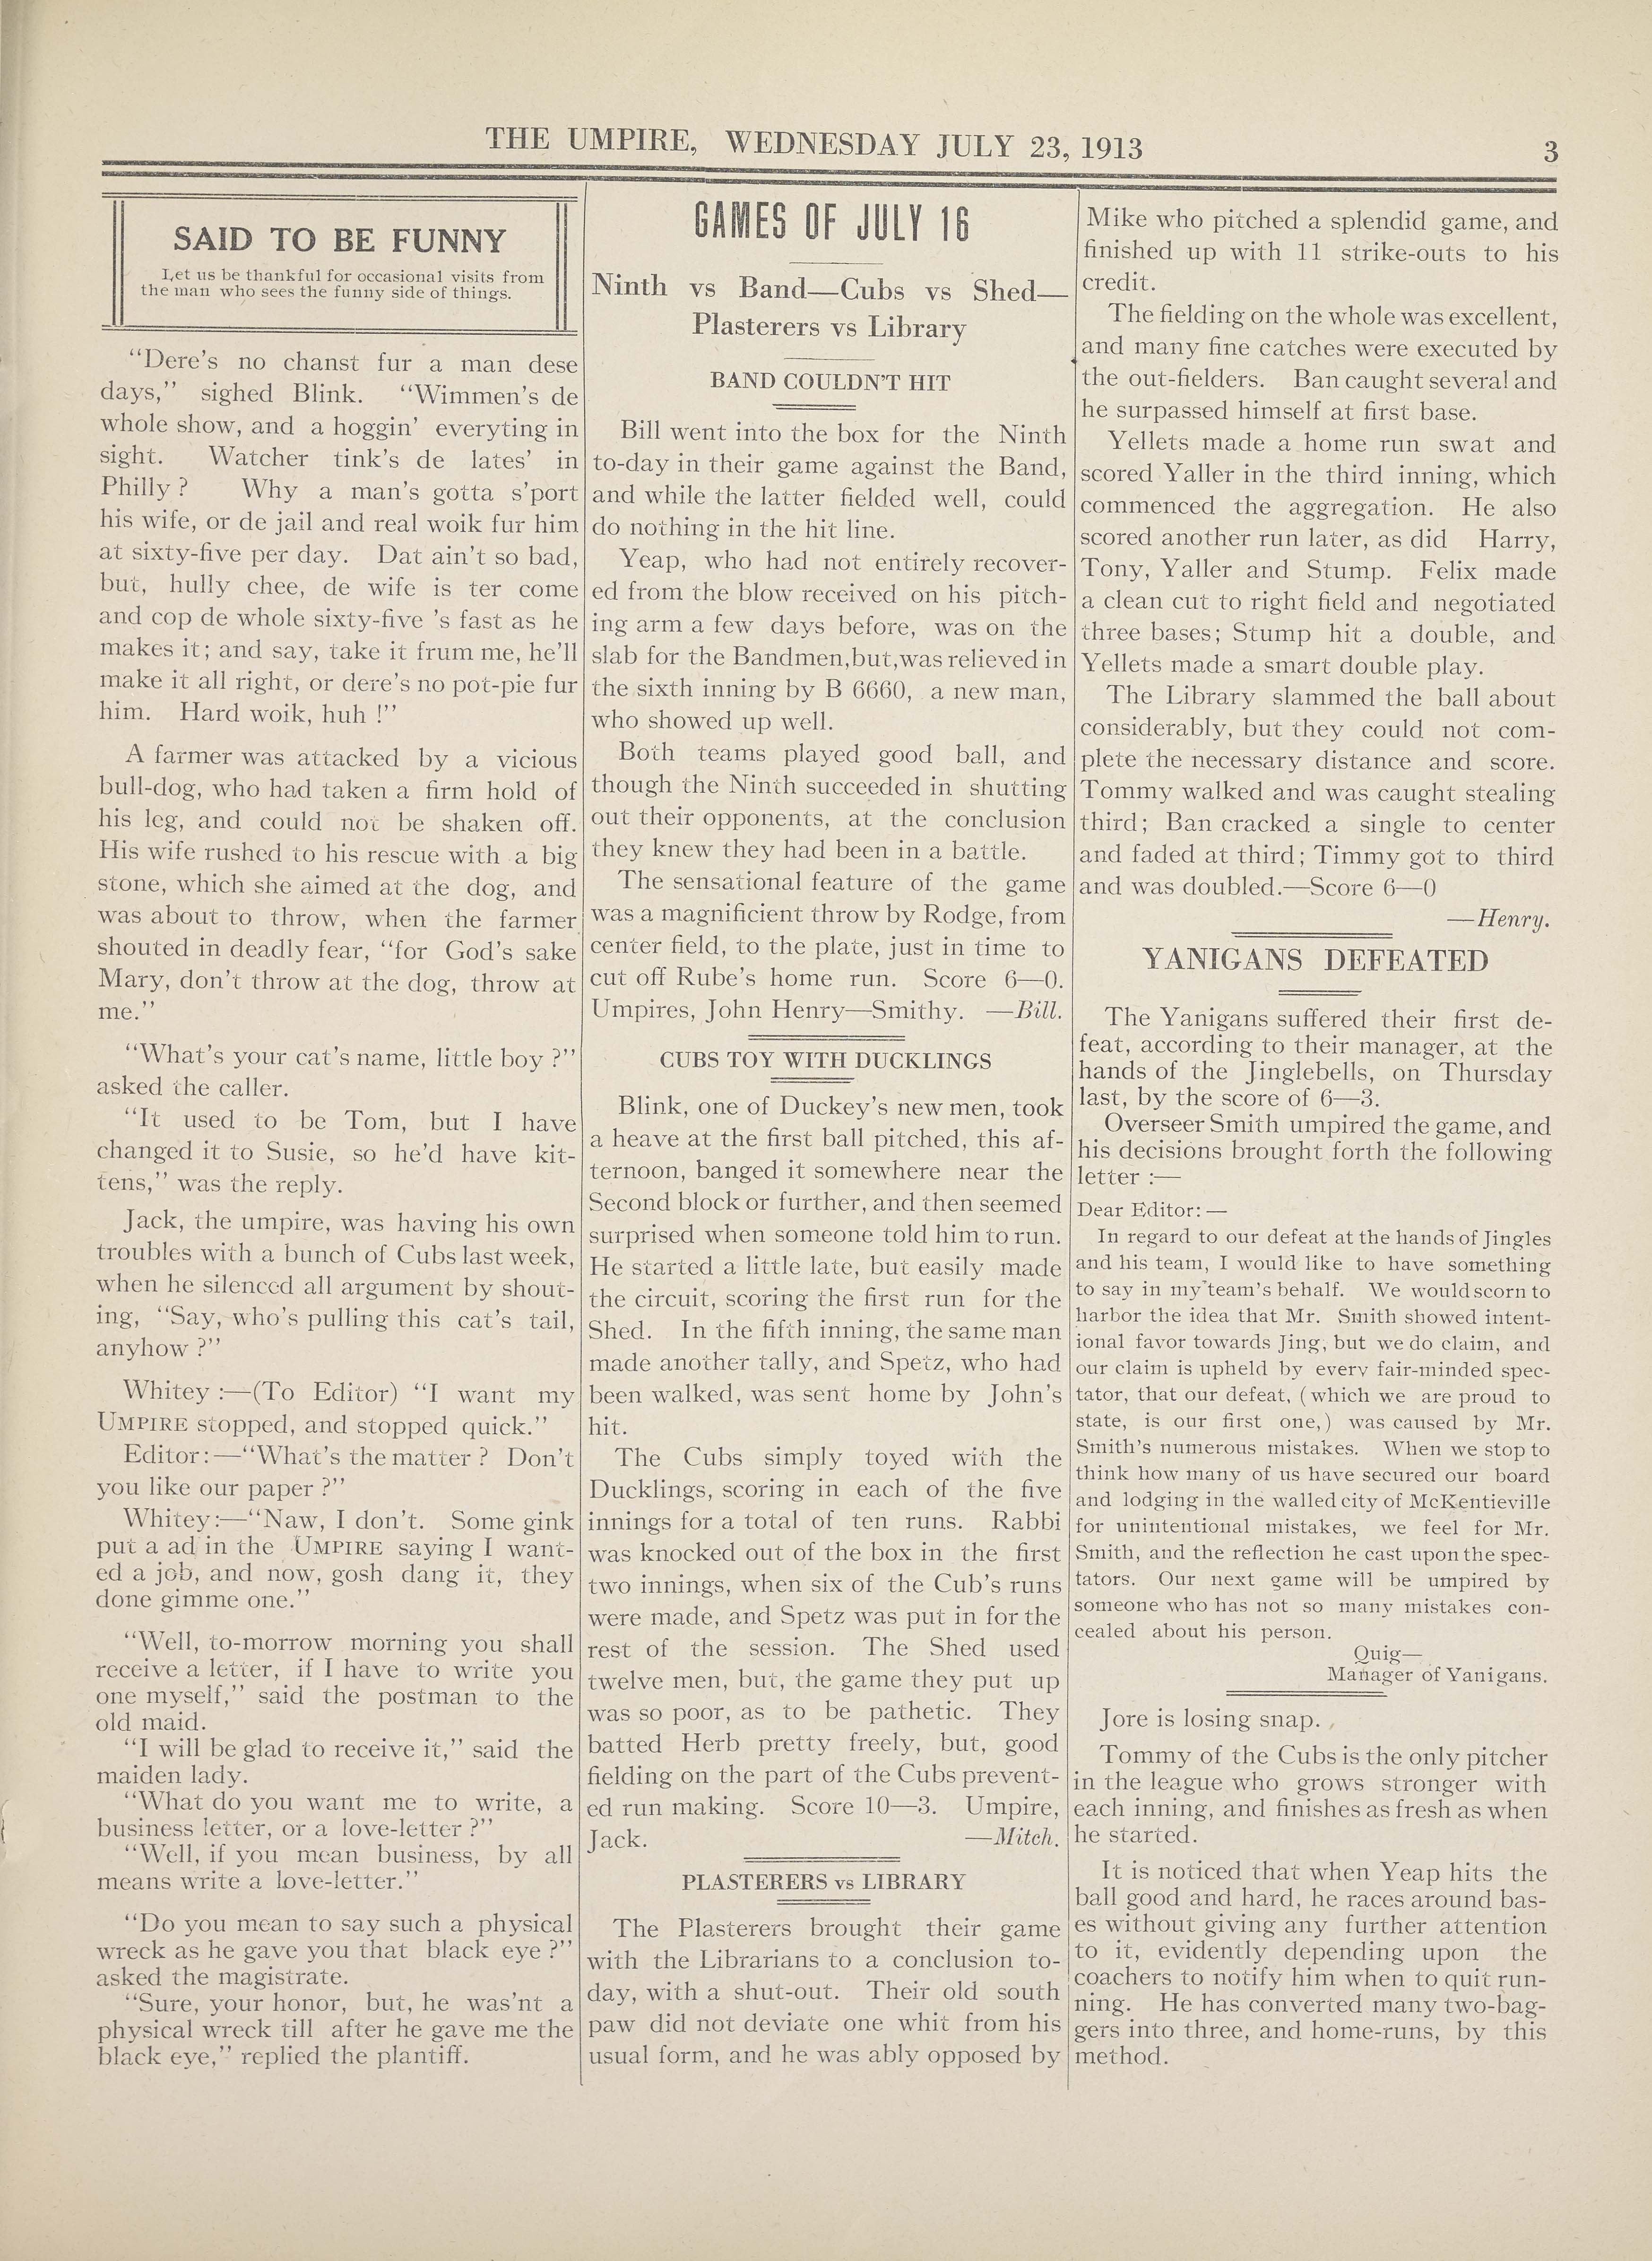 THE UMPIRE, WEDNESDAY JULY 23, 1913
3
SAID TO BE FUNNY
Let us be thankful for occasional visits from
the man who sees the funny side of things.
“Dere’s no chanst fur a man dese
days,” sighed Blink. “Wimmen’s de
whole show, and a hoggin’ everyting in
sight. Watcher tink’s de lates’ in
Philly ? Why a man’s gotta s’port
his wife, or de jail and real woik fur him
at sixty-five per day. Dat ain’t so bad,
but, hully chee, de wife is ter come
and cop de whole sixty-five ’s fast as he
makes it; and say, take it frum me, he’ll
make it all right, or dere’s no pot-pie fur
him. Hard woik, huh !”
A farmer was attacked by a vicious
bull-dog, who had taken a firm hold of
his leg, and could not be shaken off.
His wife rushed to his rescue with a big
stone, which she aimed at the dog, and
was about to throw, when the farmer
shouted in deadly fear, “for God’s sake
Mary, don’t throw at the dog, throw at
me.”
“What’s your cat’s name, little boy ?”
asked the caller.
“It used to be Tom, but I have
changed it to Susie, so he’d have kit-
tens,” was the reply.
Jack, the umpire, was having his own
troubles with a bunch of Cubs last week,
when he silenced all argument by shout-
ing, “Say, who’s pulling this cat’s tail,
anyhow ?”
Whitey :—(To Editor) “I want my
UMPIRE stopped, and stopped quick.”
Editor:—“What’s the matter ? Don’t
you like our paper ?”
Whitey:—“Naw, I don’t. Some gink
put a ad in the UMPIRE saying I want-
ed a job, and now, gosh dang it, they
done gimme one.”
“Well, to-morrow morning you shall
receive a letter, if I have to write you
one myself,” said the postman to the
old maid.
“I will be glad to receive it,” said the
maiden lady.
“What do you want me to write, a
business letter, or a love-letter ?”
“Well, if you mean business, by all
means write a love-letter.”
“Do you mean to say such a physical
wreck as he gave you that black eye ?”
asked the magistrate.
“Sure, your honor, but, he was’nt a
physical wreck till after he gave me the
black eye,” replied the plantiff.
GAMES OF JULY 16
Ninth vs Band—Cubs vs Shed—
Plasterers vs Library
BAND COULDN’T HIT
Bill went into the box for the Ninth
to-day in their game against the Band,
and while the latter fielded well, could
do nothing in the hit line.
Yeap, who had not entirely recover-
ed from the blow received on his pitch-
ing arm a few days before, was on the
slab for the Bandmen,but,was relieved in
the sixth inning by B 6660, a new man,
who showed up well.
Both teams played good ball, and
though the Ninth succeeded in shutting
out their opponents, at the conclusion
they knew they had been in a battle.
The sensational feature of the game
was a magnificient throw by Rodge, from
center field, to the plate, just in time to
cut off Rube’s home run. Score 6—0.
Umpires, John Henry—Smithy. —Bill.
CUBS TOY WITH DUCKLINGS
Blink, one of Duckey’s new men, took
a heave at the first ball pitched, this af-
ternoon, banged it somewhere near the
Second block or further, and then seemed
surprised when someone told him to run.
He started a little late, but easily made
the circuit, scoring the first run for the
Shed. In the fifth inning, the same man
made another tally, and Spetz, who had
been walked, was sent home by John’s
hit.
The Cubs simply toyed with the
Ducklings, scoring in each of the five
innings for a total of ten runs. Rabbi
was knocked out of the box in the first
two innings, when six of the Cub’s runs
were made, and Spetz was put in for the
rest of the session. The Shed used
twelve men, but, the game they put up
was so poor, as to be pathetic. They
batted Herb pretty freely, but, good
fielding on the part of the Cubs prevent-
ed run making. Score 10—3. Umpire,
Jack. —Mitch.
PLASTERERS vs LIBRARY
The Plasterers brought their game
with the Librarians to a conclusion to-
day, with a shut-out. Their old south
paw did not deviate one whit from his
usual form, and he was ably opposed by
Mike who pitched a splendid game, and
finished up with 11 strike-outs to his
credit.
The fielding on the whole was excellent,
and many fine catches were executed by
the out-fielders. Ban caught several and
he surpassed himself at first base.
Yellets made a home run swat and
scored Yaller in the third inning, which
commenced the aggregation. He also
scored another run later, as did Harry,
Tony, Yaller and Stump. Felix made
a clean cut to right field and negotiated
three bases; Stump hit a double, and
Yellets made a smart double play.
The Library slammed the ball about
considerably, but they could not com-
plete the necessary distance and score.
Tommy walked and was caught stealing
third; Ban cracked a single to center
and faded at third; Timmy got to third
and was doubled.—Score 6—0
—Henry.
YANIGANS DEFEATED
The Yanigans suffered their first de-
feat, according to their manager, at the
hands of the Jinglebells, on Thursday
last, by the score of 6—3.
Overseer Smith umpired the game, and
his decisions brought forth the following
letter :—
Dear Editor: —
In regard to our defeat at the hands of Jingles
and his team, I would like to have something
to say in my team’s behalf. We would scorn to
harbor the idea that Mr. Smith showed intent-
ional favor towards Jing, but we do claim, and
our claim is upheld by every fair-minded spec-
tator, that our defeat, (which we are proud to
state, is our first one,) was caused by Mr.
Smith’s numerous mistakes. When we stop to
think how many of us have secured our board
and lodging in the walled city of McKentieville
for unintentional mistakes, we feel for Mr.
Smith, and the reflection he cast upon the spec-
tators. Our next game will be umpired by
someone who has not so many mistakes con-
cealed about his person.
Quig—
Manager of Yanigans.
Jore is losing snap.
Tommy of the Cubs is the only pitcher
in the league who grows stronger with
each inning, and finishes as fresh as when
he started.
It is noticed that when Yeap hits the
ball good and hard, he races around bas-
es without giving any further attention
to it, evidently depending upon the
coachers to notify him when to quit run-
ning. He has converted many two-bag-
gers into three, and home-runs, by this
method.